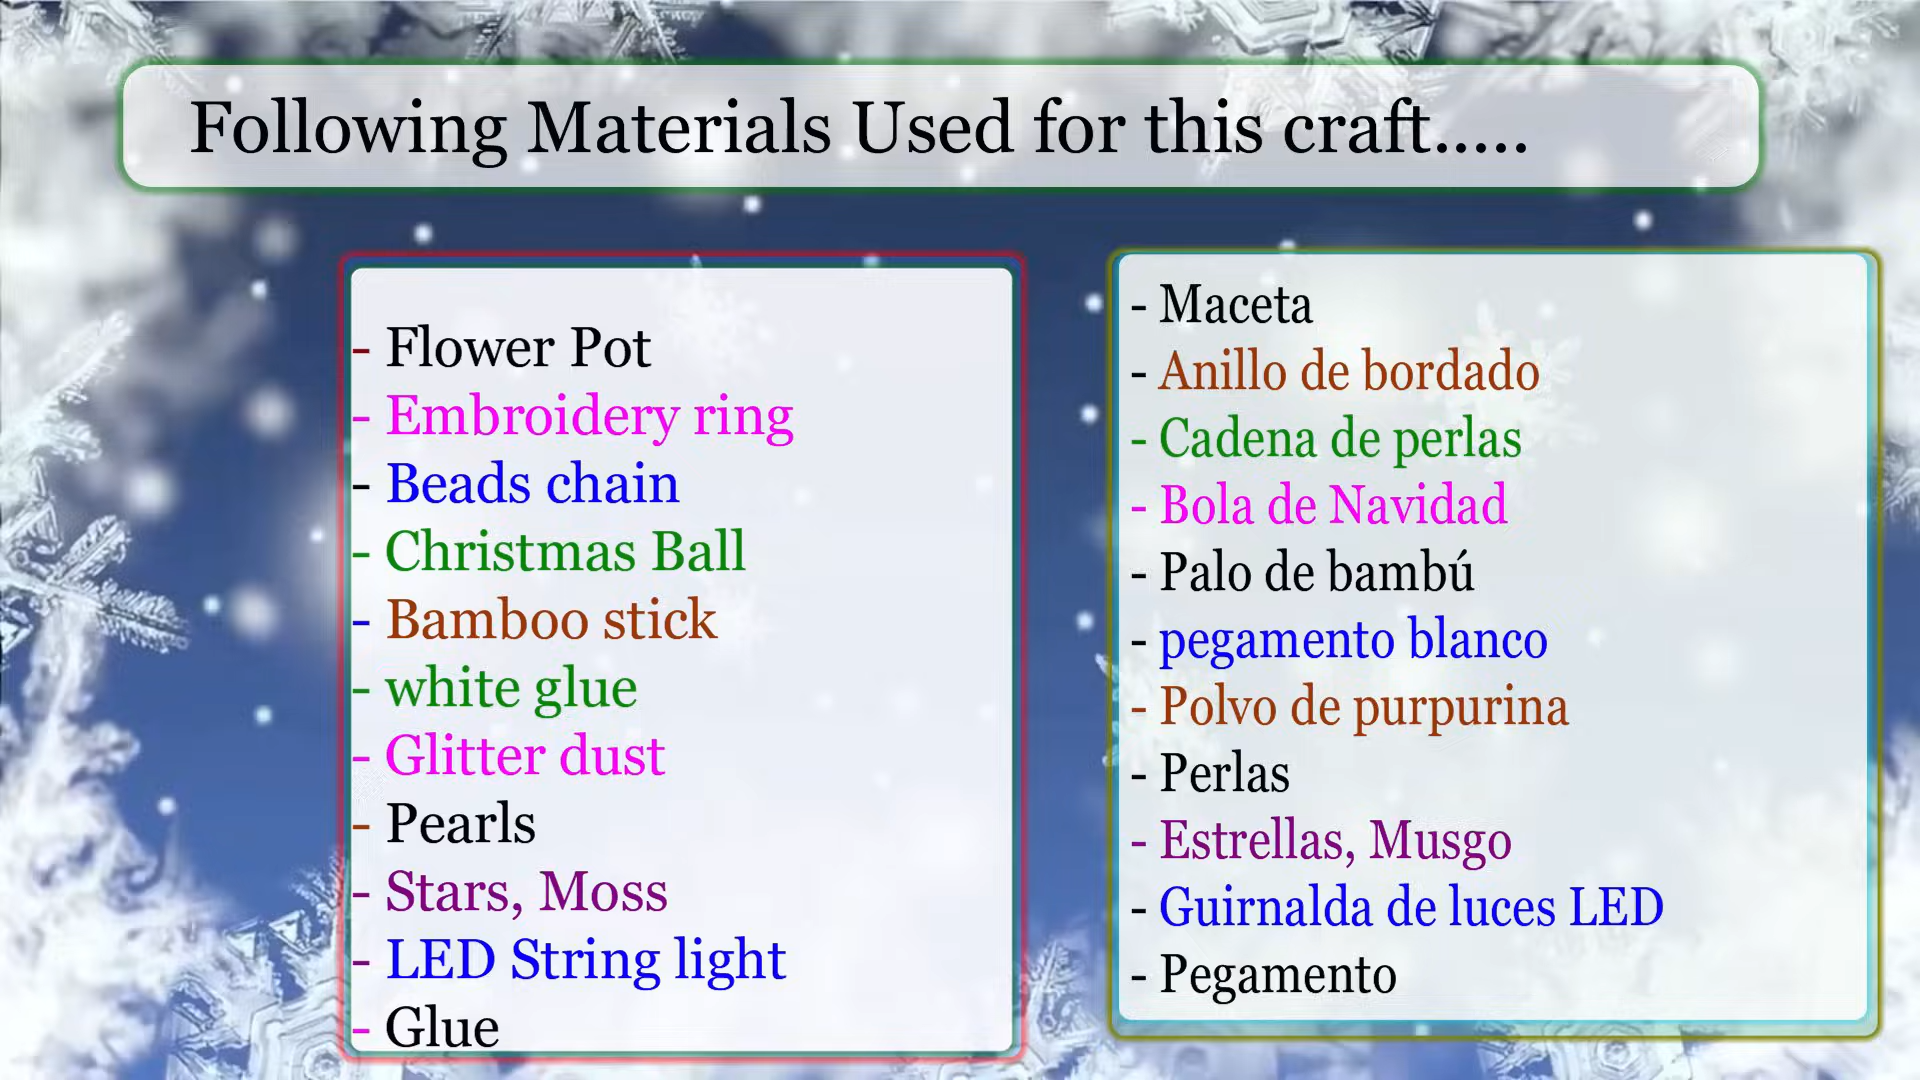 Following Materials Used for this craft.....
- Flower Pot
- Embroidery ring
- Beads chain
- Christmas Ball
- Bamboo stick
- white glue
- Glitter dust
- Pearls
- Stars, Moss
- LED String light
- Glue
- Maceta
- Anillo de bordado
- Cadena de perlas
- Bola de Navidad
- Palo de bambú
- pegamento blanco
- Polvo de purpurina
- Perlas
- Estrellas, Musgo
- Guirnalda de luces LED
- Pegamento